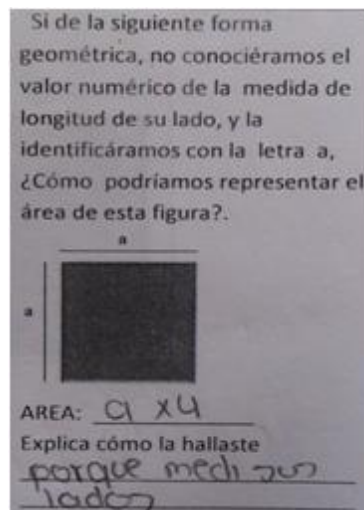 Si de la siguiente forma
geométrica, no conociéramos el
valor numérico de la medida de
longitud de su lado, y la
identificáramos con la letra a,
¿Cómo podríamos representar el
área de esta figura?.
a
a
AREA: a x4
Explica cómo la hallaste
porque medi sus
lados